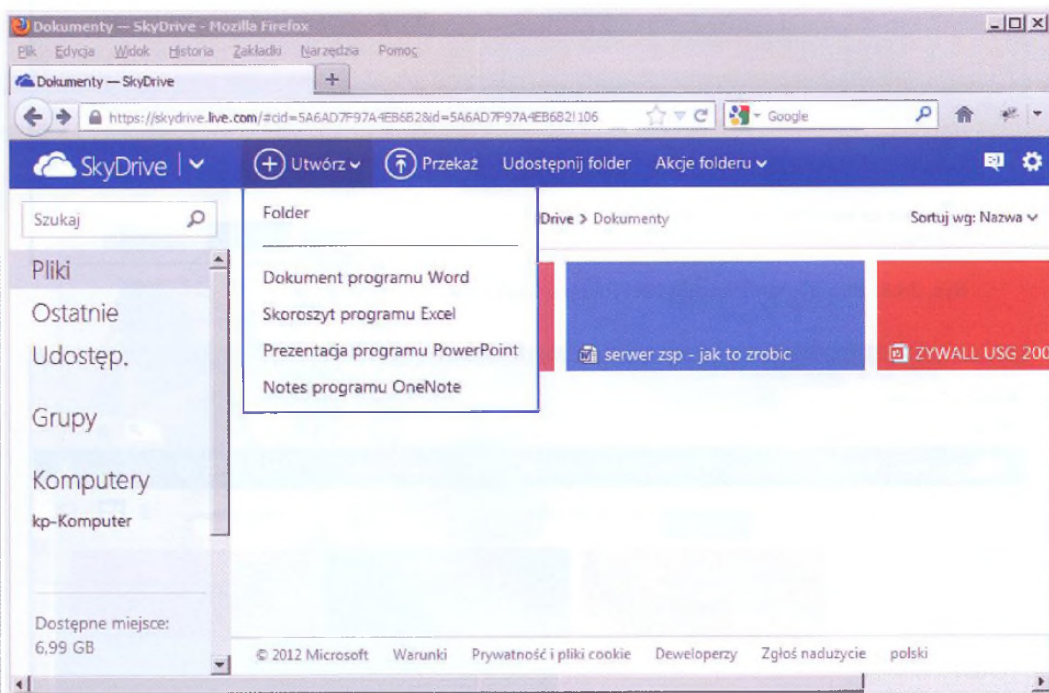 Dokumenty — SkyDrive - Mozilla Firefox
Plik Edycja Widok Historia Zakładki Narzędzia Pomoc
Dokumenty — SkyDrive +
https://skydrive.live.com/#cid=5A6AD7F97A4EB6B2&id=5A6AD7F97A4EB6B2!106 Google
SkyDrive Utwórz Przekaż Udostępnij folder Akcje folderu
Szukaj
Folder
Drive > Dokumenty
Sortuj wg: Nazwa
Pliki
Ostatnie
Udostęp.
Grupy
Komputery
kp-Komputer
Dostępne miejsce:
6,99 GB
Dokument programu Word
Skoroszyt programu Excel
Prezentacja programu PowerPoint
Notes programu OneNote
serwer zsp - jak to zrobic
ZYWALL USG 200
© 2012 Microsoft Warunki Prywatność i pliki cookie Deweloperzy Zgłoś nadużycie polski